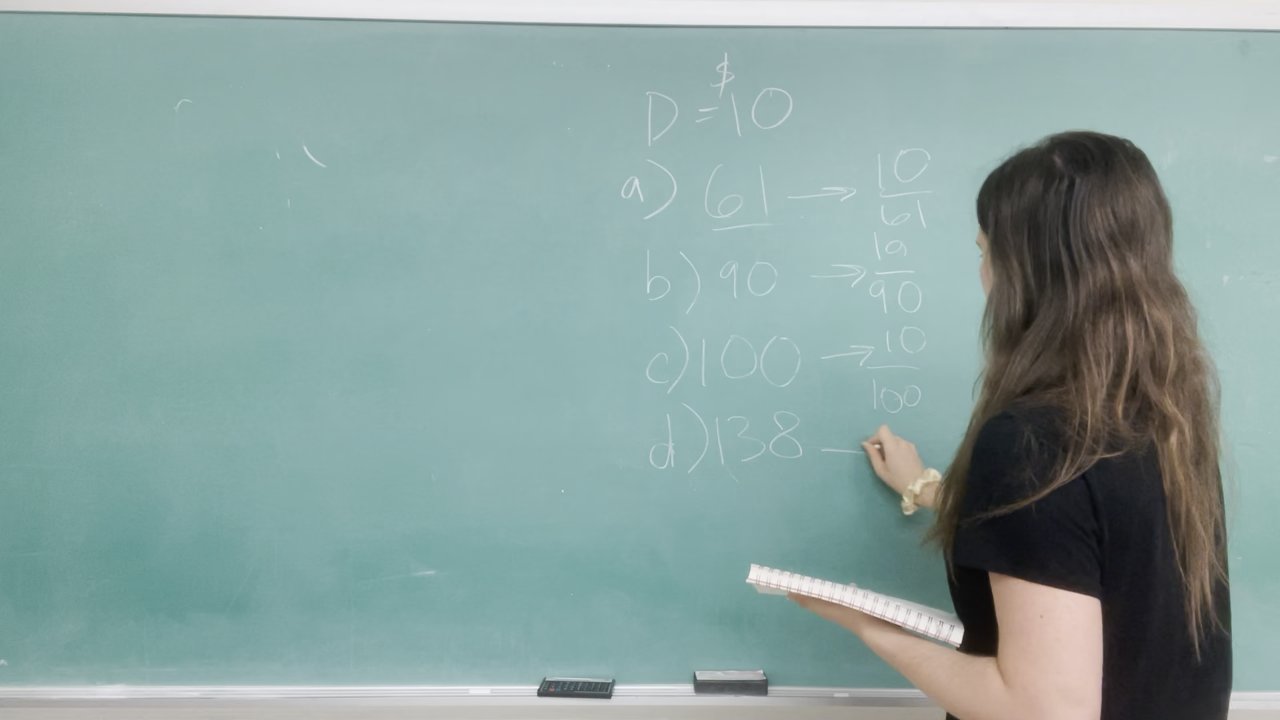 D = $10
a) 61 → 10/61
b) 90 → 10/90
c) 100 → 10/100
d) 138 —